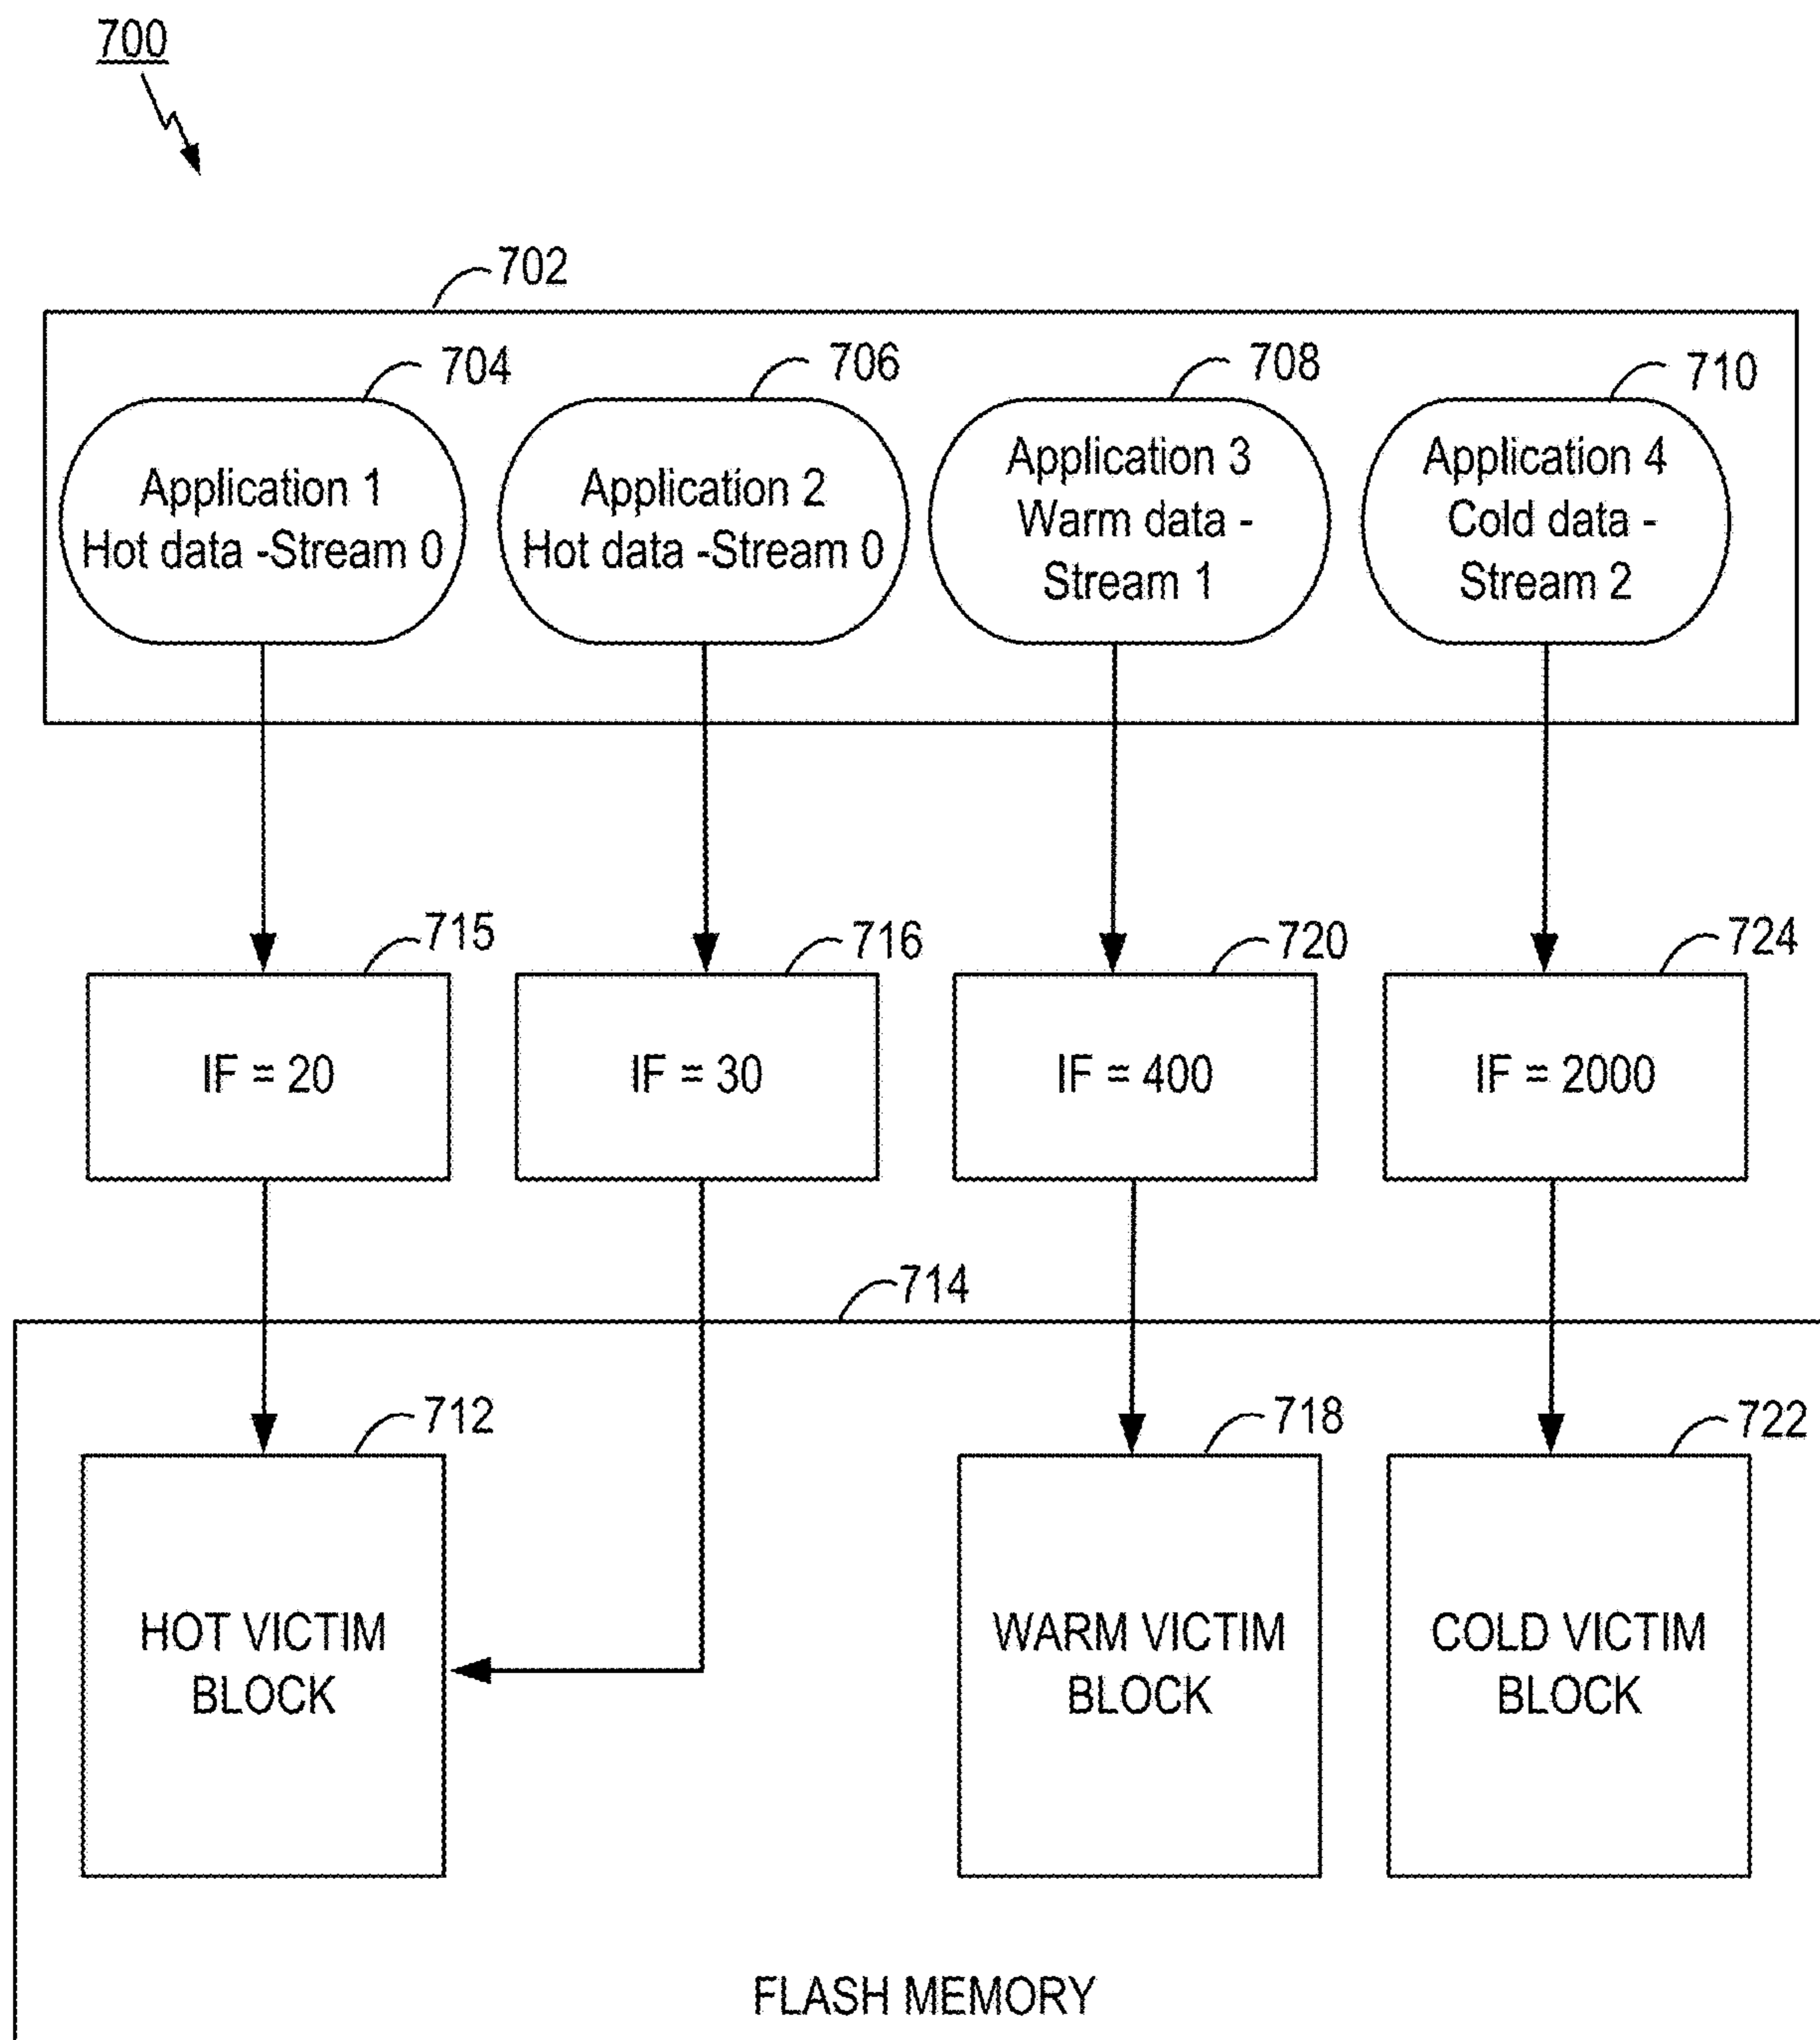 700
702
704
706
708
710
Application 1
Hot data -Stream 0
Application 2
Hot data -Stream 0
Application 3
Warm data -
Stream 1
Application 4
Cold data -
Stream 2
715
716
720
724
IF = 20
IF = 30
IF = 400
IF = 2000
714
712
718
722
HOT VICTIM
BLOCK
WARM VICTIM
BLOCK
COLD VICTIM
BLOCK
FLASH MEMORY